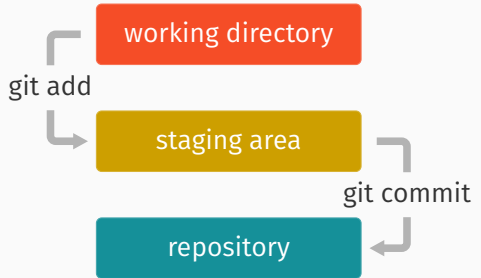 working directory
git add
staging area
git commit
repository